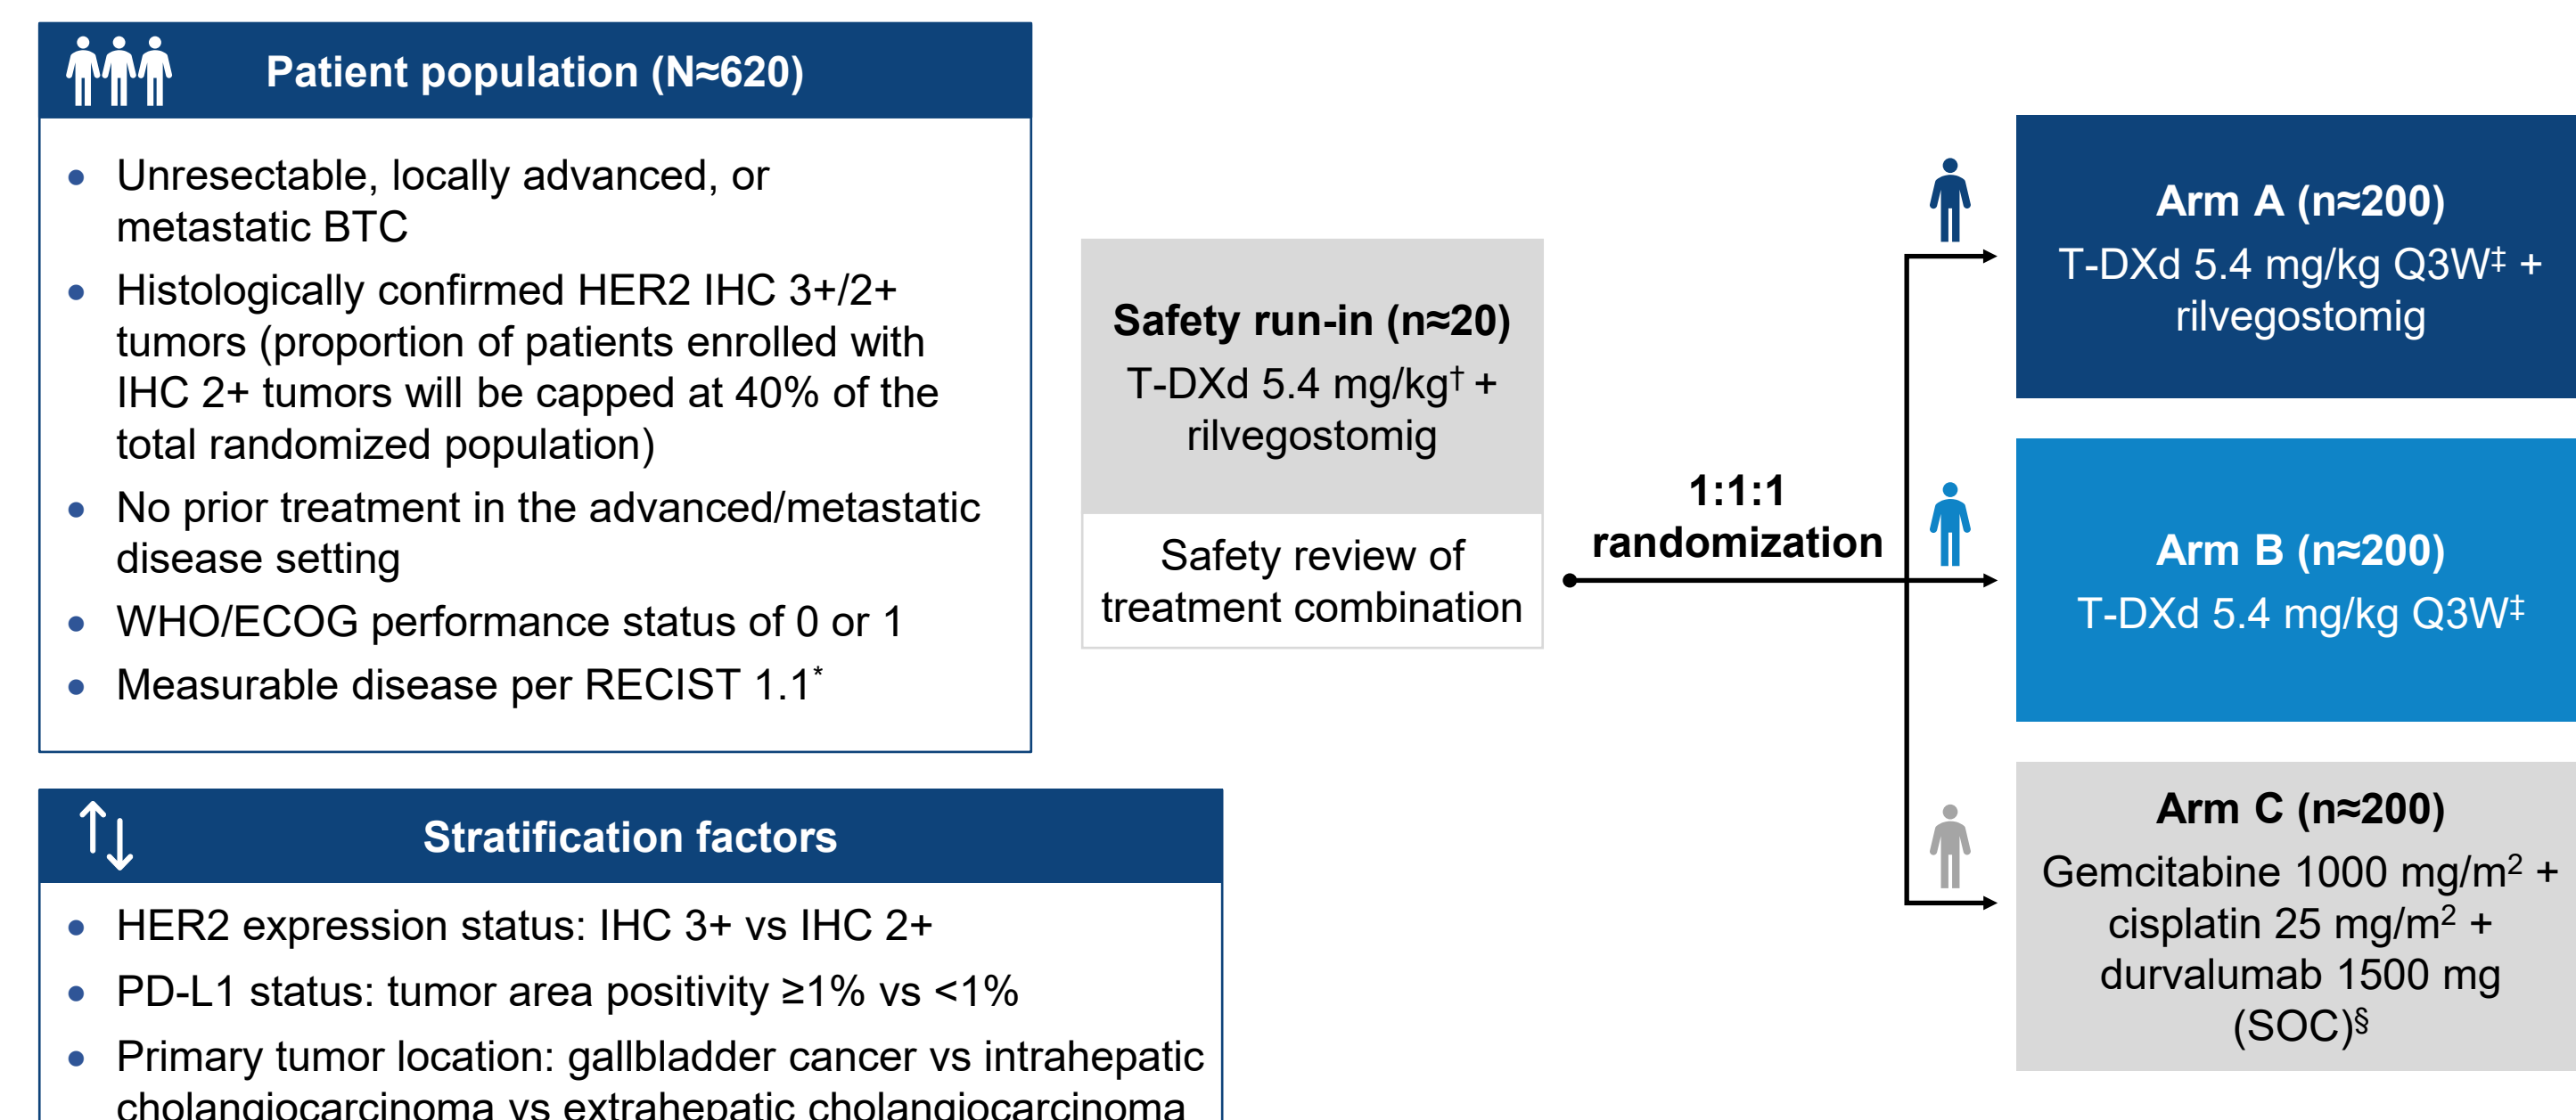 Patient population (N≈620)
• Unresectable, locally advanced, or
metastatic BTC
• Histologically confirmed HER2 IHC 3+/2+
tumors (proportion of patients enrolled with
IHC 2+ tumors will be capped at 40% of the
total randomized population)
• No prior treatment in the advanced/metastatic
disease setting
• WHO/ECOG performance status of 0 or 1
• Measurable disease per RECIST 1.1*
Stratification factors
• HER2 expression status: IHC 3+ vs IHC 2+
• PD-L1 status: tumor area positivity ≥1% vs <1%
• Primary tumor location: gallbladder cancer vs intrahepatic
cholangiocarcinoma vs extrahepatic cholangiocarcinoma
Safety run-in (n≈20)
T-DXd 5.4 mg/kg† +
rilvegostomig
Safety review of
treatment combination
1:1:1
randomization
Arm A (n≈200)
T-DXd 5.4 mg/kg Q3W‡ +
rilvegostomig
Arm B (n≈200)
T-DXd 5.4 mg/kg Q3W‡
Arm C (n≈200)
Gemcitabine 1000 mg/m² +
cisplatin 25 mg/m² +
durvalumab 1500 mg
(SOC)§